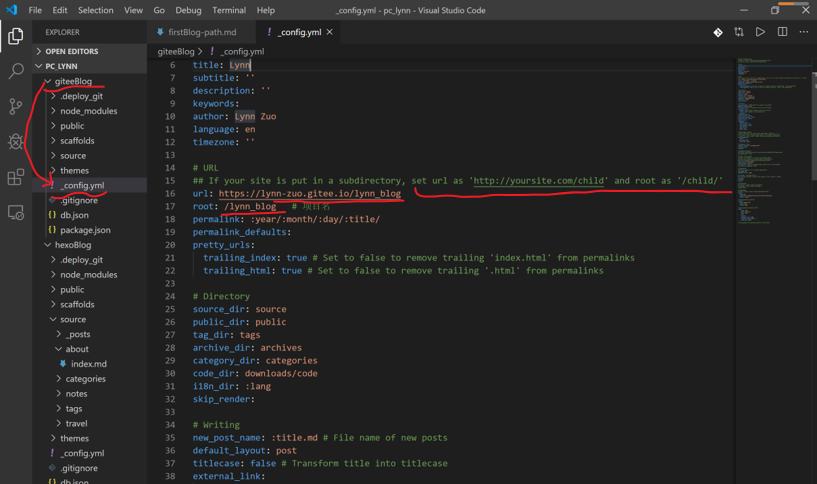 File Edit Selection View Go Debug Terminal Help _config.yml - pc_lynn - Visual Studio Code
EXPLORER
OPEN EDITORS
PC_LYNN
giteeBlog
.deploy_git
node_modules
public
scaffolds
source
themes
_config.yml
.gitignore
db.json
package.json
hexoBlog
.deploy_git
node_modules
public
scaffolds
source
_posts
about
index.md
categories
notes
tags
travel
themes
_config.yml
.gitignore
db.json
firstBlog-path.md
_config.yml
giteeBlog > ! _config.yml
6 title: Lynn
7 subtitle: ''
8 description: ''
9 keywords:
10 author: Lynn Zuo
11 language: en
12 timezone: ''
13
14 # URL
15 ## If your site is put in a subdirectory, set url as 'http://yoursite.com/child' and root as '/child/'
16 url: https://lynn-zuo.gitee.io/lynn_blog
17 root: /lynn_blog # 项目名
18 permalink: :year/:month/:day/:title/
19 permalink_defaults:
20 pretty_urls:
21 trailing_index: true # Set to false to remove trailing 'index.html' from permalinks
22 trailing_html: true # Set to false to remove trailing '.html' from permalinks
23
24 # Directory
25 source_dir: source
26 public_dir: public
27 tag_dir: tags
28 archive_dir: archives
29 category_dir: categories
30 code_dir: downloads/code
31 i18n_dir: :lang
32 skip_render:
33
34 # Writing
35 new_post_name: :title.md # File name of new posts
36 default_layout: post
37 titlecase: false # Transform title into titlecase
38 external_link: